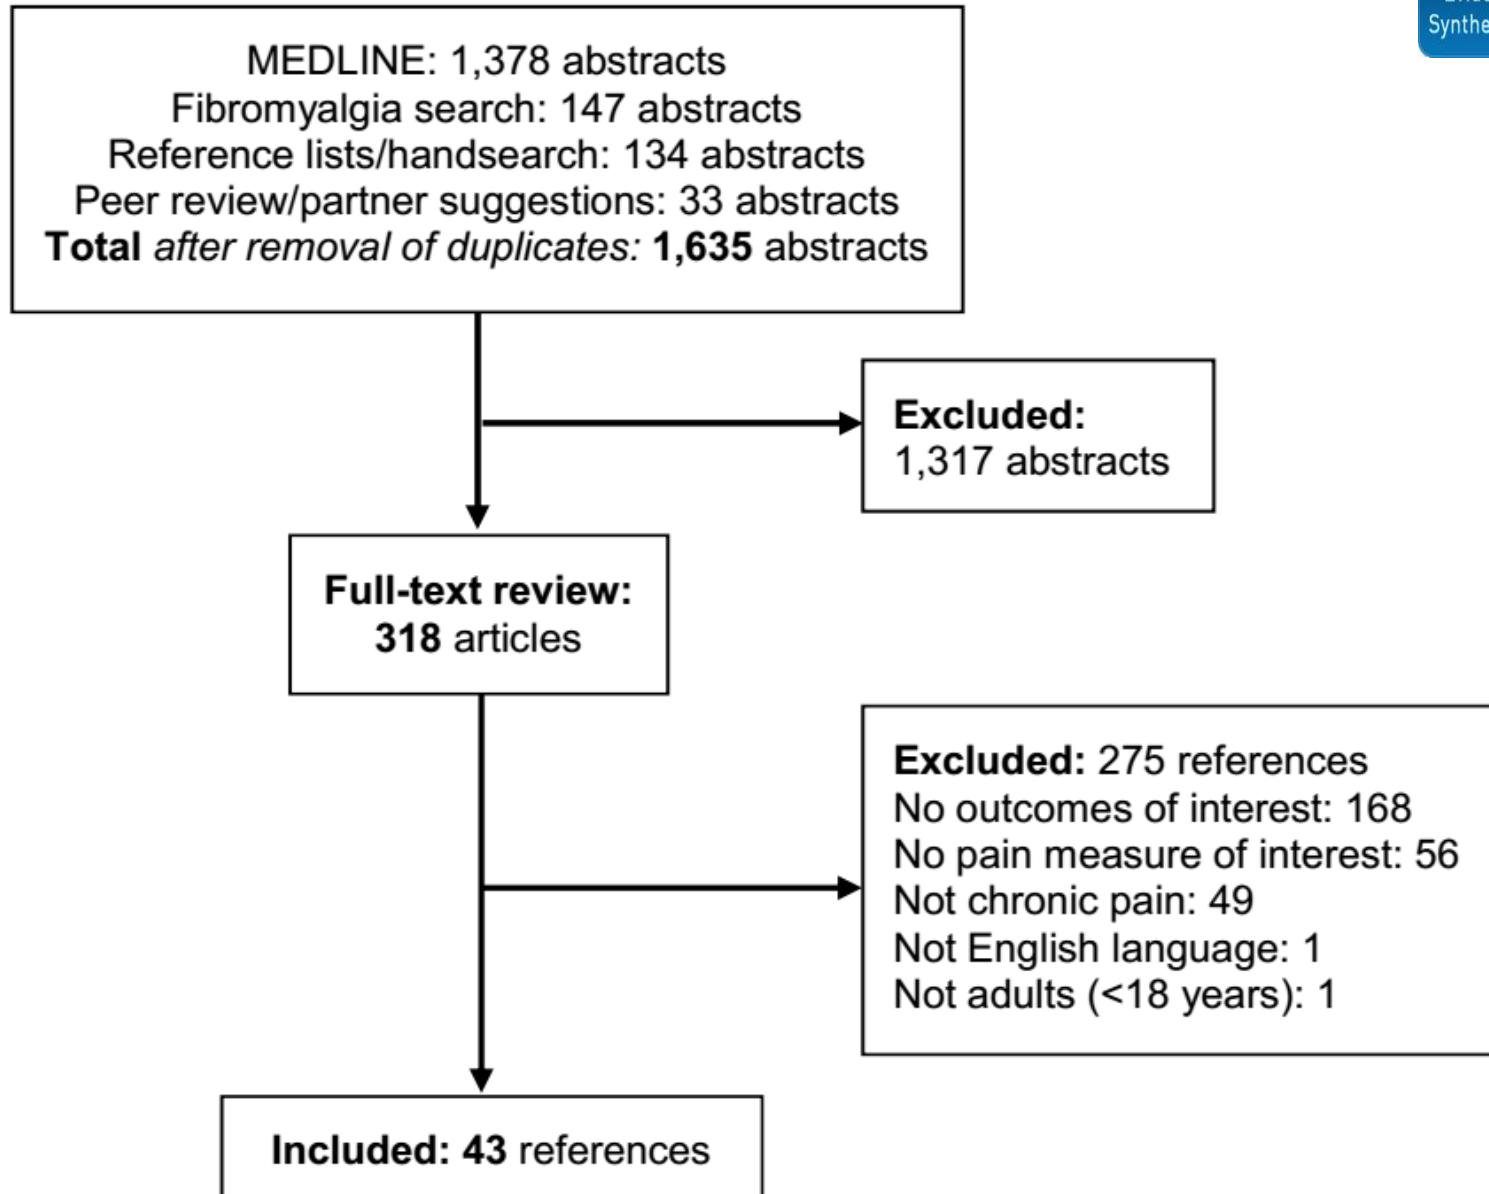 Synthe
MEDLINE: 1,378 abstracts
Fibromyalgia search: 147 abstracts
Reference lists/handsearch: 134 abstracts
Peer review/partner suggestions: 33 abstracts
Total after removal of duplicates: 1,635 abstracts
Excluded:
1,317 abstracts
Full-text review:
318 articles
Excluded: 275 references
No outcomes of interest: 168
No pain measure of interest: 56
Not chronic pain: 49
Not English language: 1
Not adults (<18 years): 1
Included: 43 references